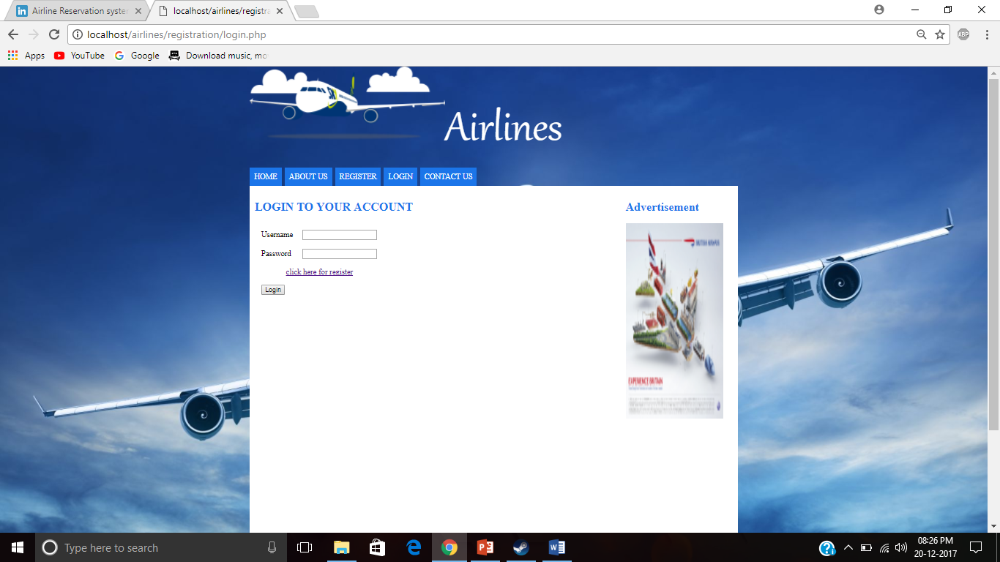 Airline Reservation syste
localhost/airlines/registra
localhost/airlines/registration/login.php
ABP
Apps YouTube Google Download music, mo
Airlines
HOME ABOUT US REGISTER LOGIN CONTACT US
LOGIN TO YOUR ACCOUNT
Advertisement
Username
Password
click here for register
Login
BRITISH AIRWAYS
EXPERIENCE BRITAIN
Type here to search
08:26 PM
20-12-2017